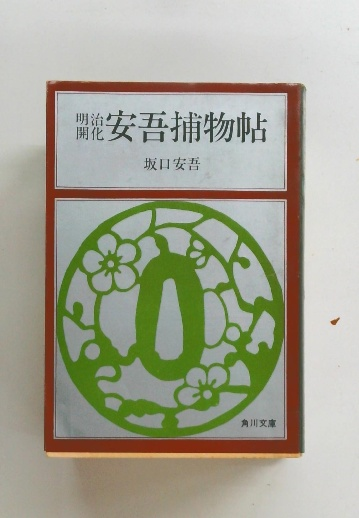 明治
開化
安吾捕物帖
坂口安吾
角川文庫